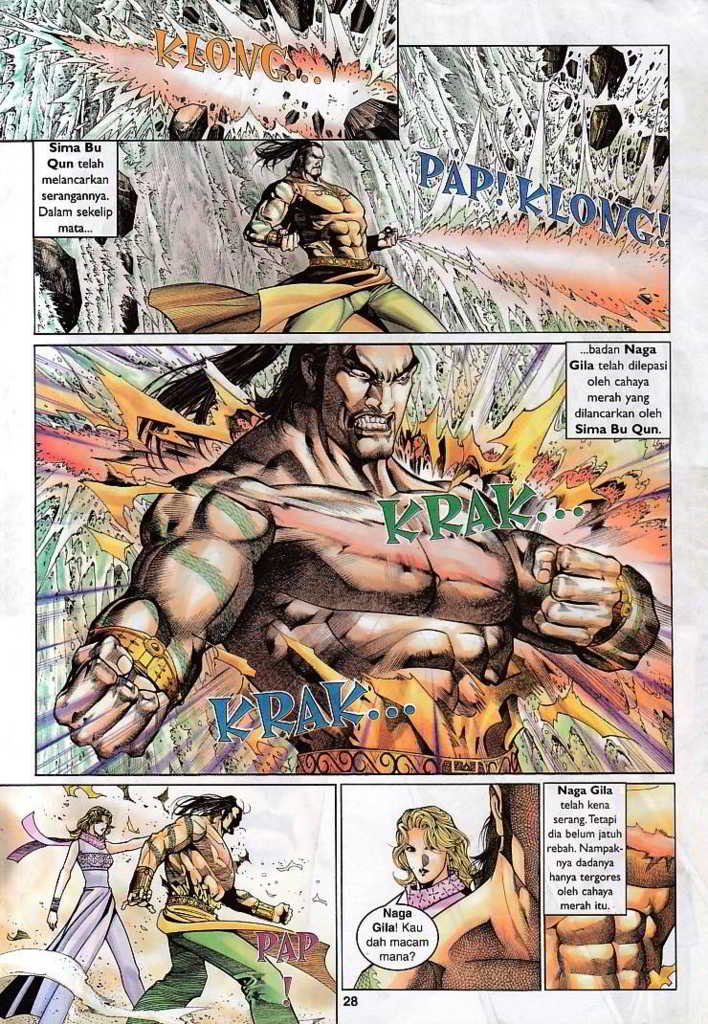 KLONG...
Sima Bu
Qun telah
melancarkan
serangannya.
Dalam sekelip
mata...
PAP! KLONG!
...badan Naga
Gila telah dilepasi
oleh cahaya
merah yang
dilancarkan oleh
Sima Bu Qun.
KRAK...
KRAK...
PAP
!
Naga
Gila! Kau
dah macam
mana?
Naga Gila
telah kena
serang. Tetapi
dia belum jatuh
rebah. Nampak-
nya dadanya
hanya tergores
oleh cahaya
merah itu.
28